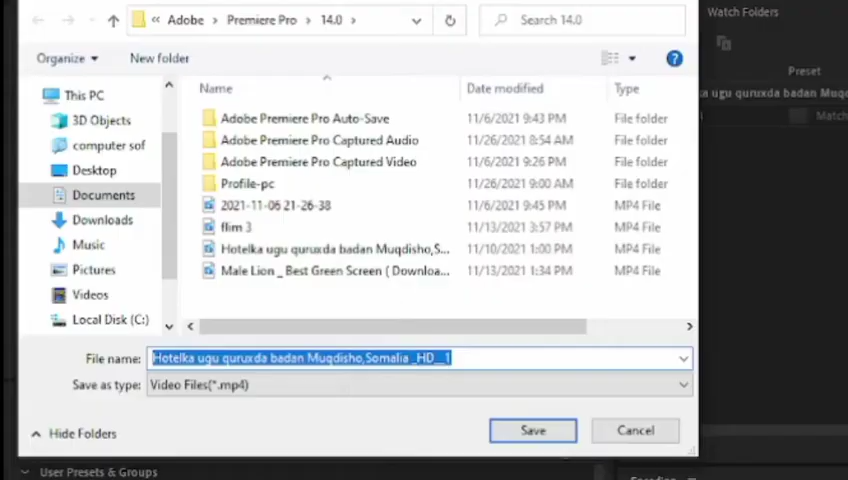 « Adobe > Premiere Pro > 14.0 >
Search 14.0
Watch Folders
Organize
New folder
Preset
ka ugu quruxda badan Muqd
Match
Name
Date modified
Type
This PC
3D Objects
computer sof
Desktop
Documents
Downloads
Music
Pictures
Videos
Local Disk (C:)
Adobe Premiere Pro Auto-Save 11/6/2021 9:43 PM File folder
Adobe Premiere Pro Captured Audio 11/26/2021 8:54 AM File folder
Adobe Premiere Pro Captured Video 11/6/2021 9:26 PM File folder
Profile-pc 11/26/2021 9:00 AM File folder
2021-11-06 21-26-38 11/6/2021 9:45 PM MP4 File
flim 3 11/13/2021 3:57 PM MP4 File
Hotelka ugu quruxda badan Muqdisho,S... 11/10/2021 1:00 PM MP4 File
Male Lion _ Best Green Screen ( Downloa... 11/13/2021 1:34 PM MP4 File
File name: Hotelka ugu quruxda badan Muqdisho,Somalia _HD__1
Save as type: Video Files(*.mp4)
Hide Folders
Save
Cancel
User Presets & Groups